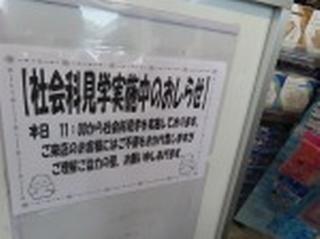 【社会科見学実施中のおしらせ】
本日 11:00から社会科見学を実施しております。
ご来店のお客様にはご不便をおかけ致しますが
ご理解ご協力の程、お願い申しあげます。